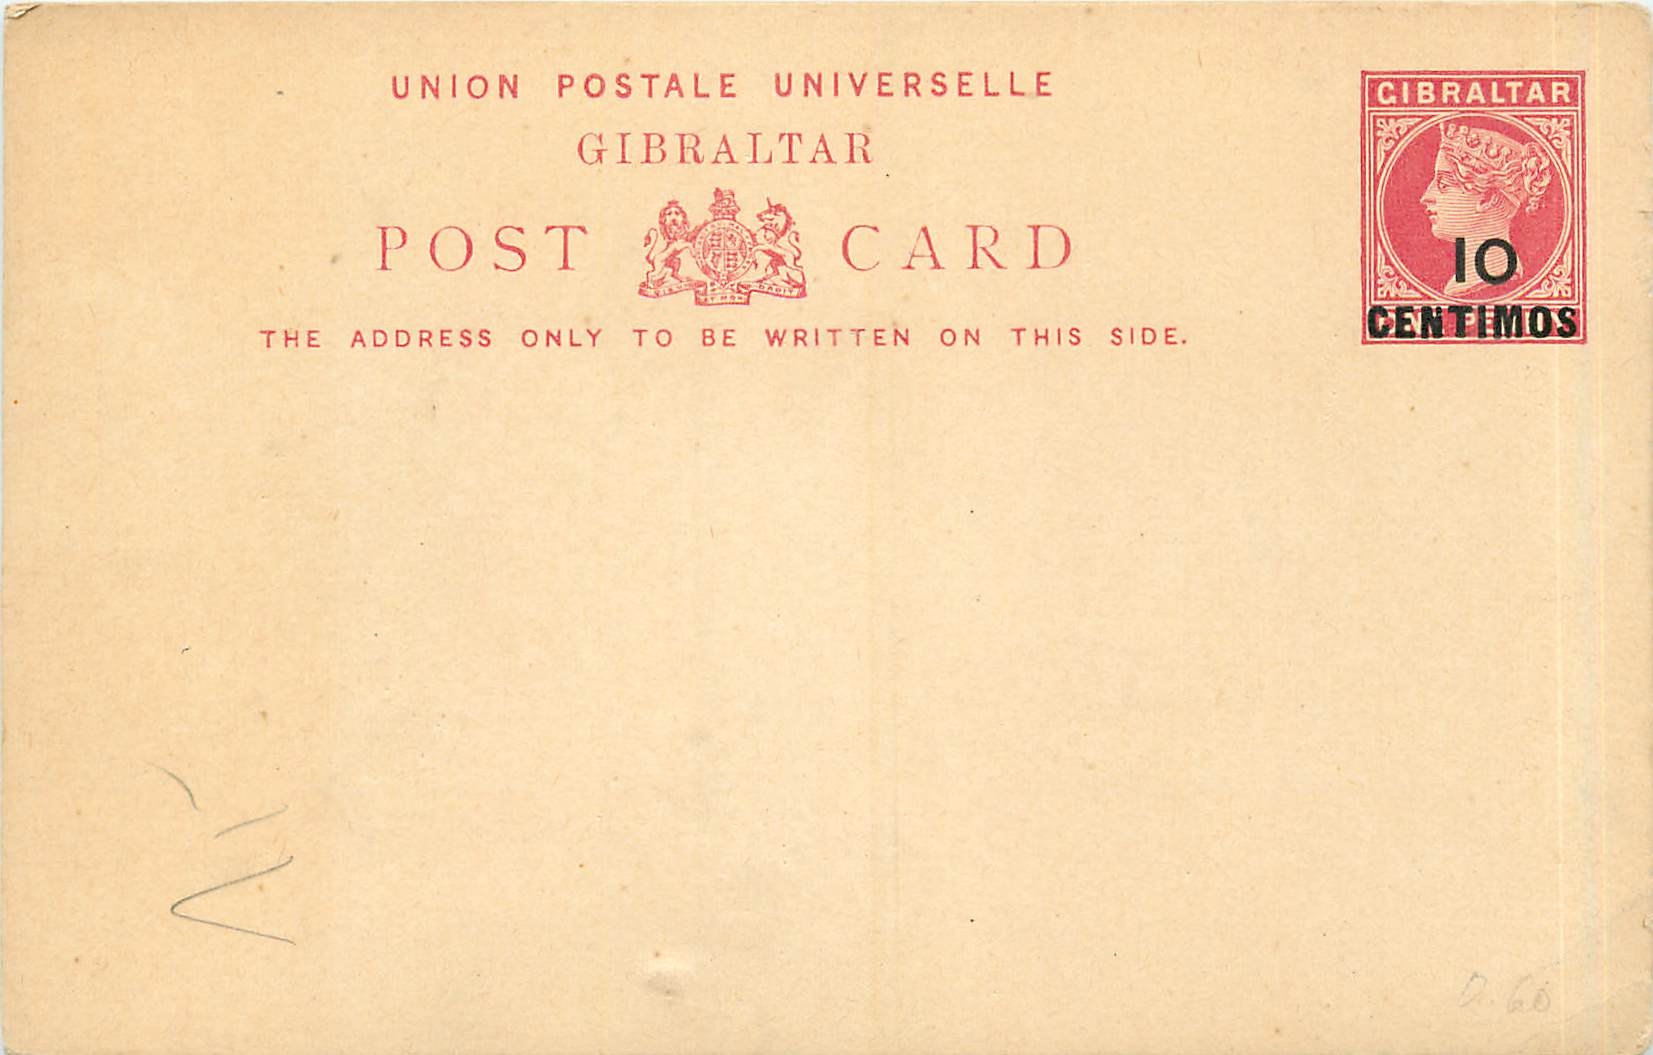 UNION POSTALE UNIVERSELLE
GIBRALTAR
POST CARD
THE ADDRESS ONLY TO BE WRITTEN ON THIS SIDE.
GIBRALTAR
10
CENTIMOS